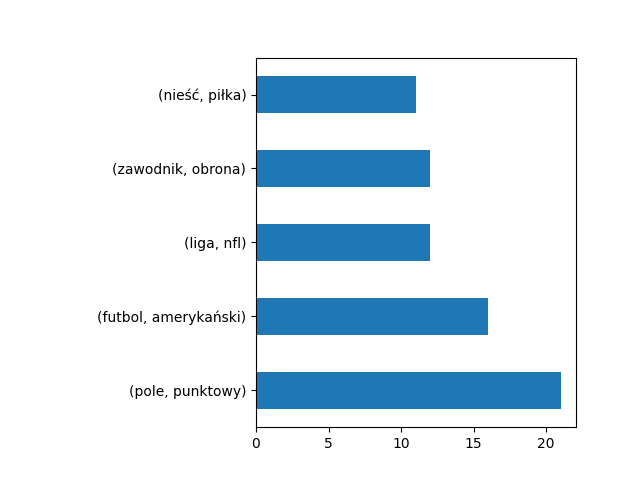 (nieść, piłka)
(zawodnik, obrona)
(liga, nfl)
(futbol, amerykański)
(pole, punktowy)
0 5 10 15 20